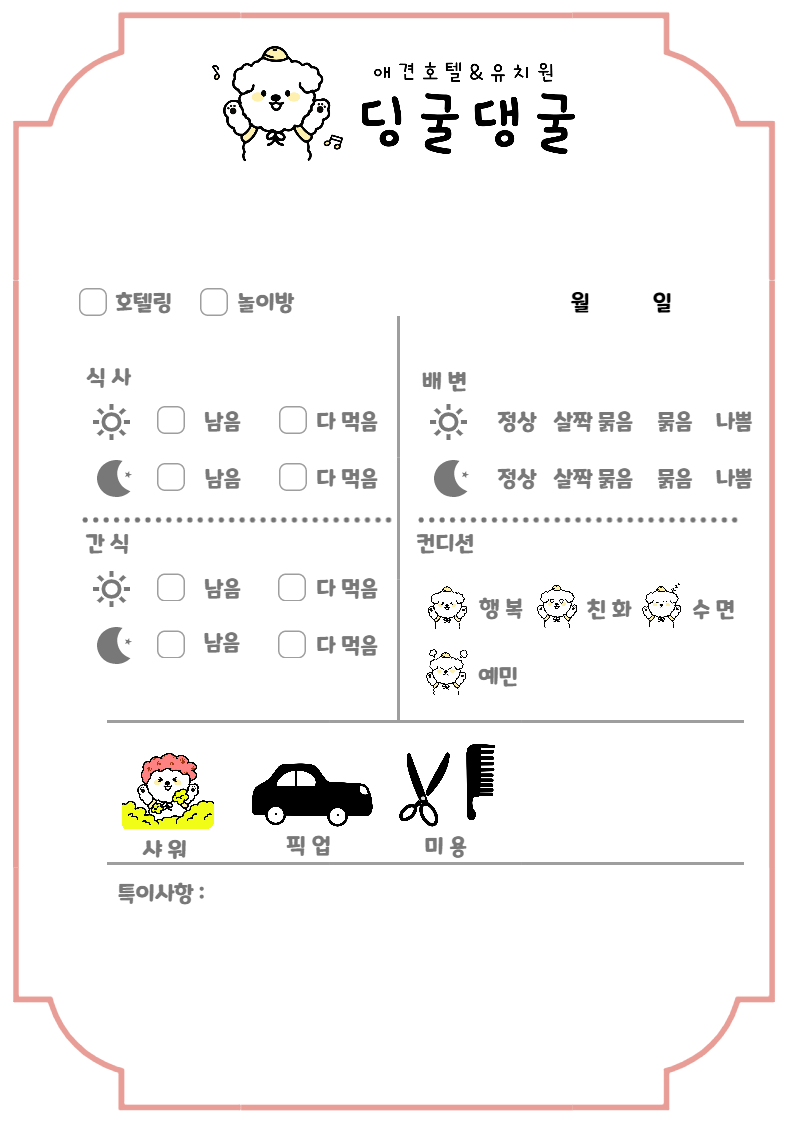 애견호텔&유치원
딩굴댕굴
호텔링 놀이방 월 일
식사
남음 다 먹음
남음 다 먹음
간식
남음 다 먹음
남음 다 먹음
배변
정상 살짝 묽음 묽음 나쁨
정상 살짝 묽음 묽음 나쁨
컨디션
행복 친화 수면
예민
샤워 픽업 미용
특이사항 :